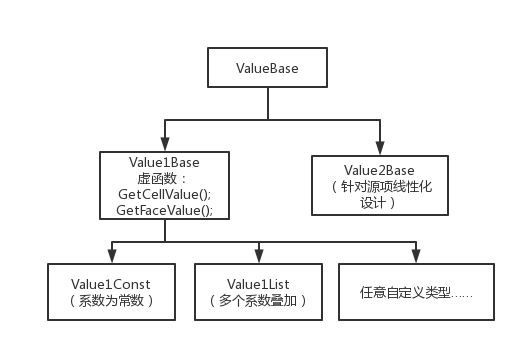 ValueBase
Value1Base
虚函数：
GetCellValue();
GetFaceValue();
Value2Base
（针对源项线性化
设计）
Value1Const
（系数为常数）
Value1List
（多个系数叠加）
任意自定义类型……